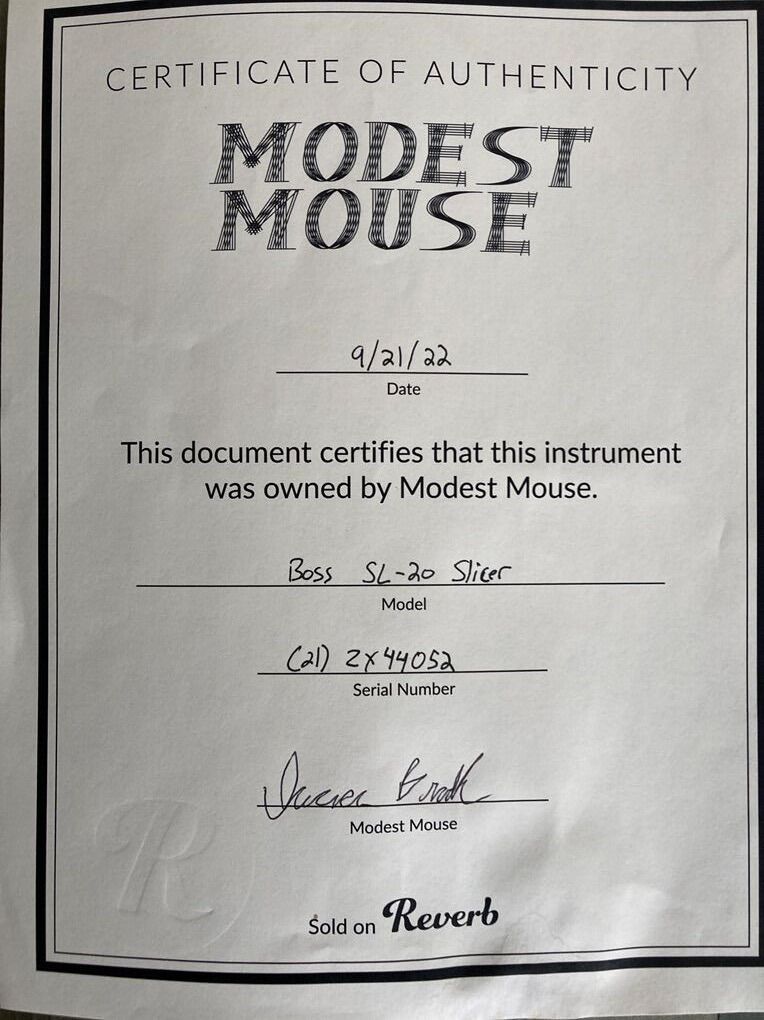 CERTIFICATE OF AUTHENTICITY
MODEST
MOUSE
9/21/22
Date
This document certifies that this instrument
was owned by Modest Mouse.
Boss SL-20 Slicer
Model
(21) ZX44052
Serial Number
Modest Mouse
R
Sold on Reverb